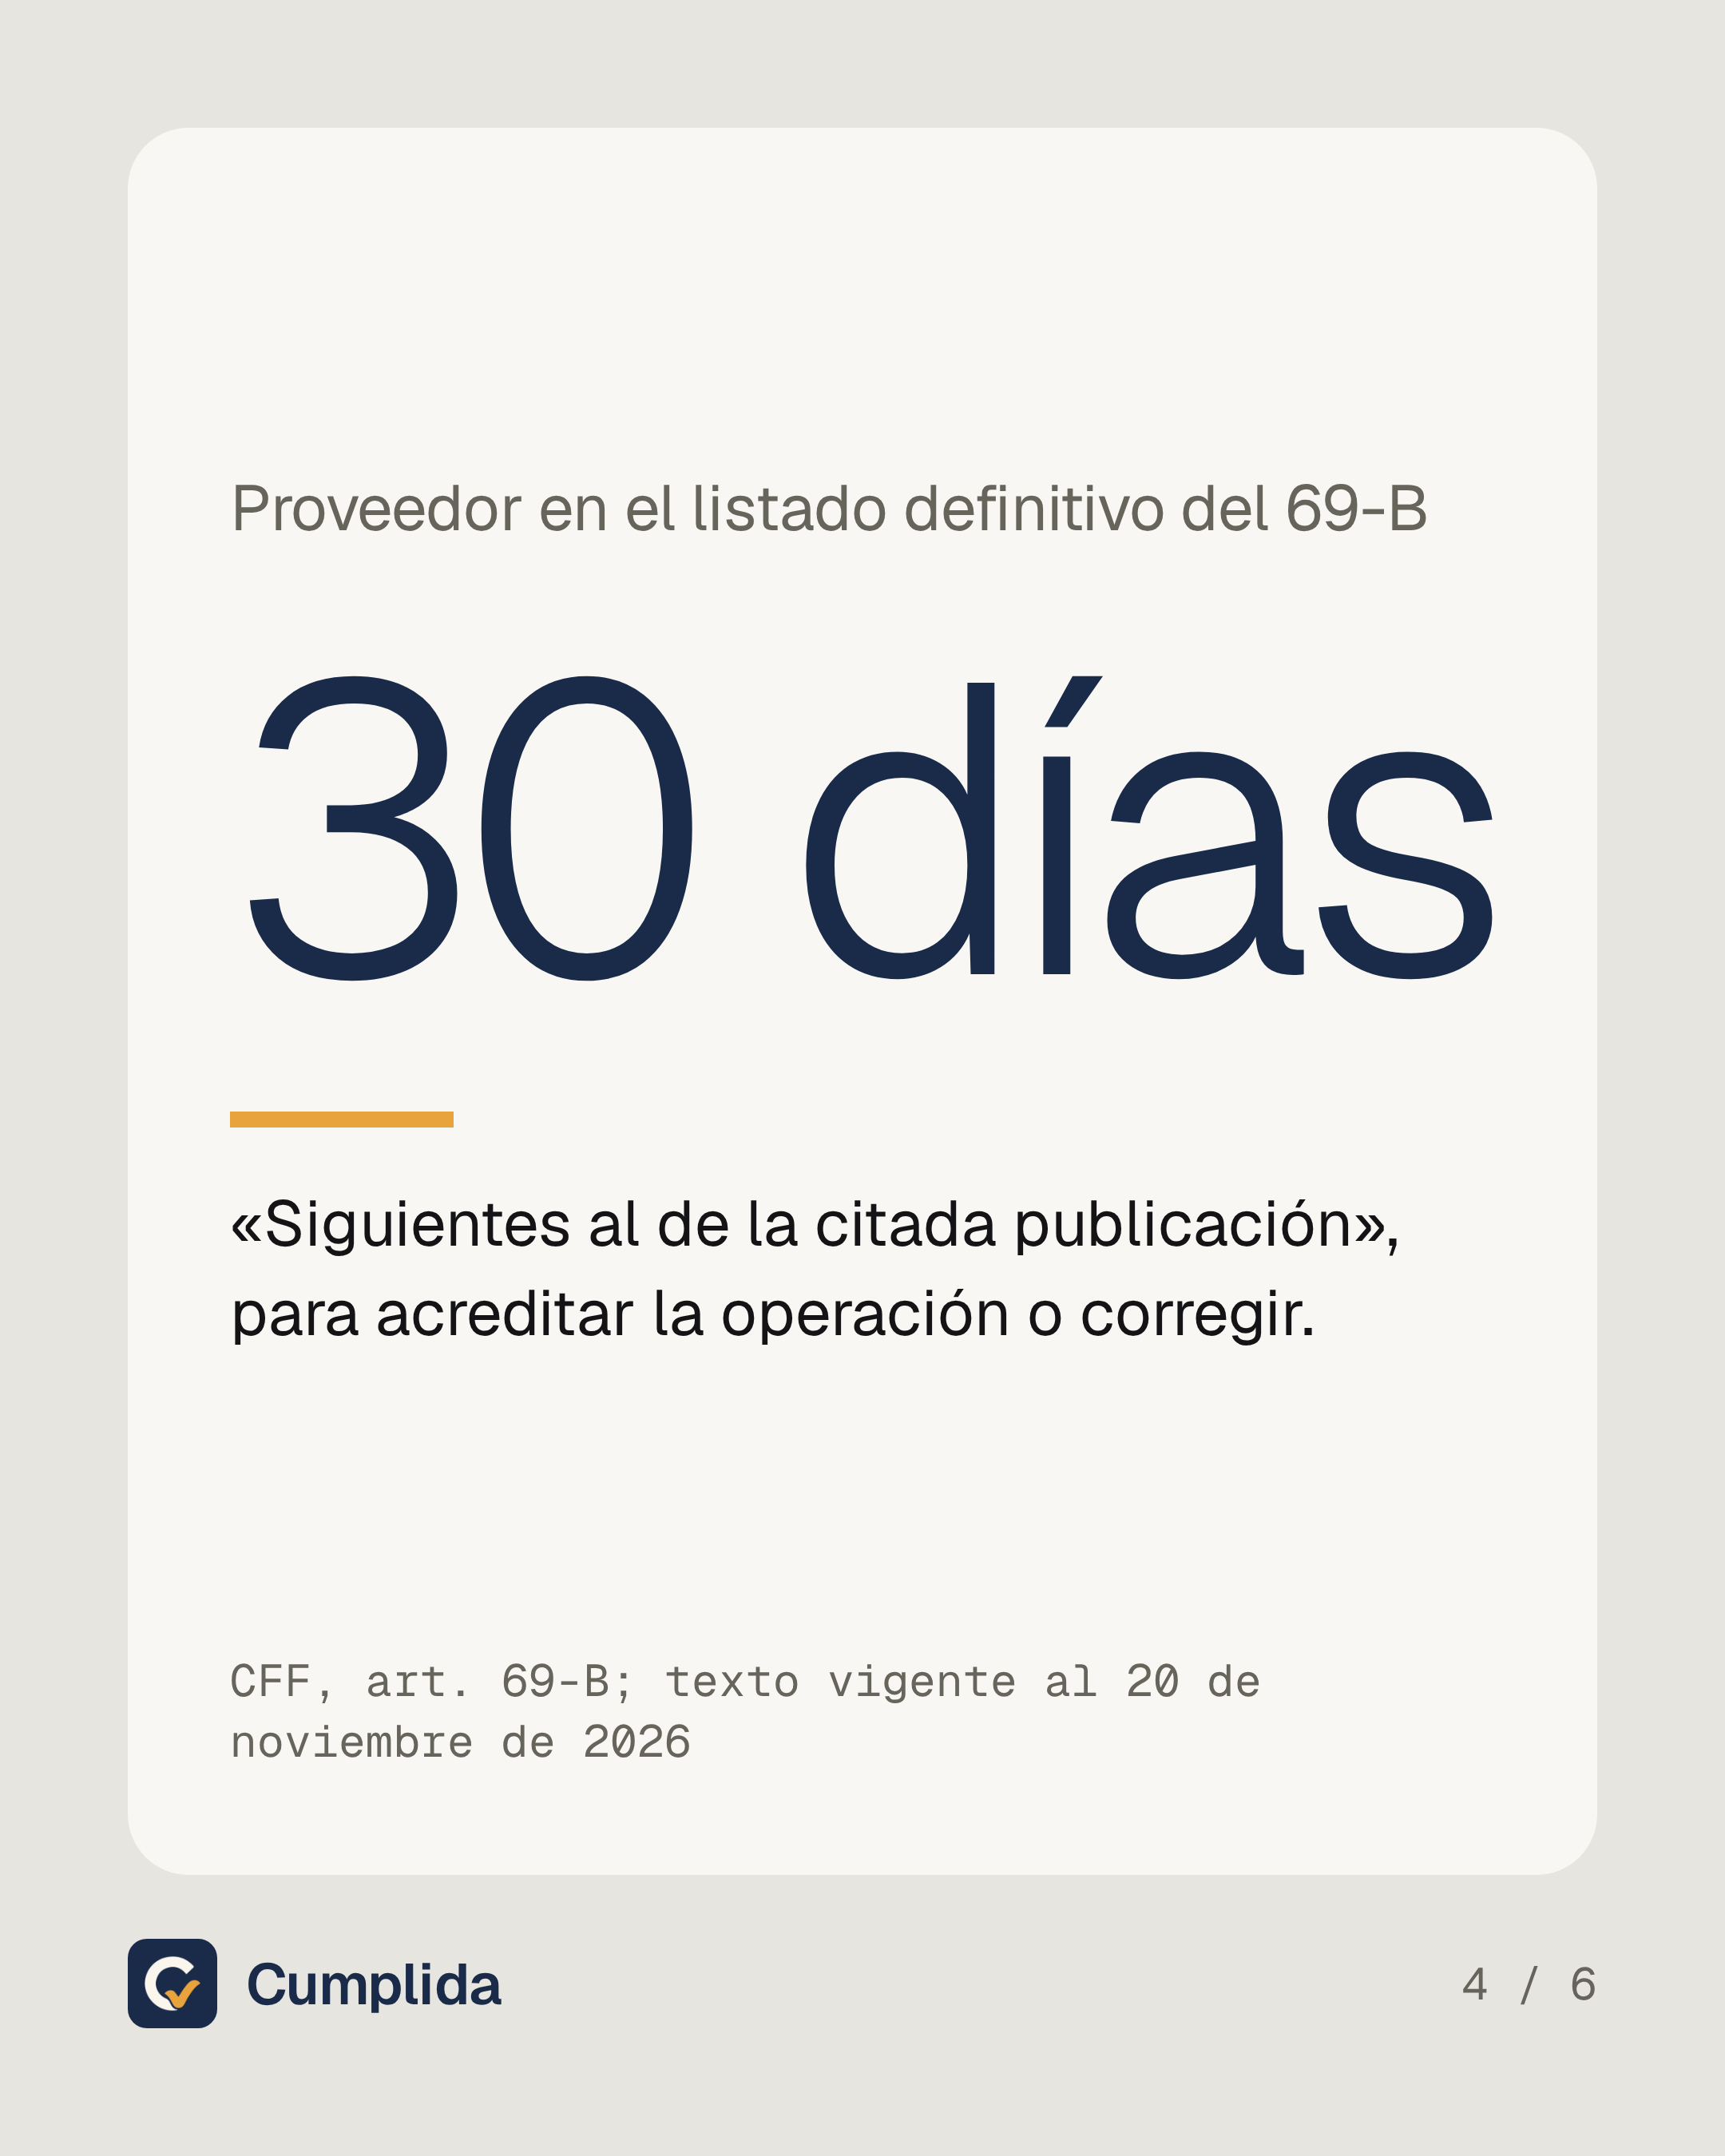 Proveedor en el listado definitivo del 69-B
30 días
«Siguientes al de la citada publicación»,
para acreditar la operación o corregir.
CFF, art. 69-B; texto vigente al 20 de
noviembre de 2026
Cumplida
4 / 6